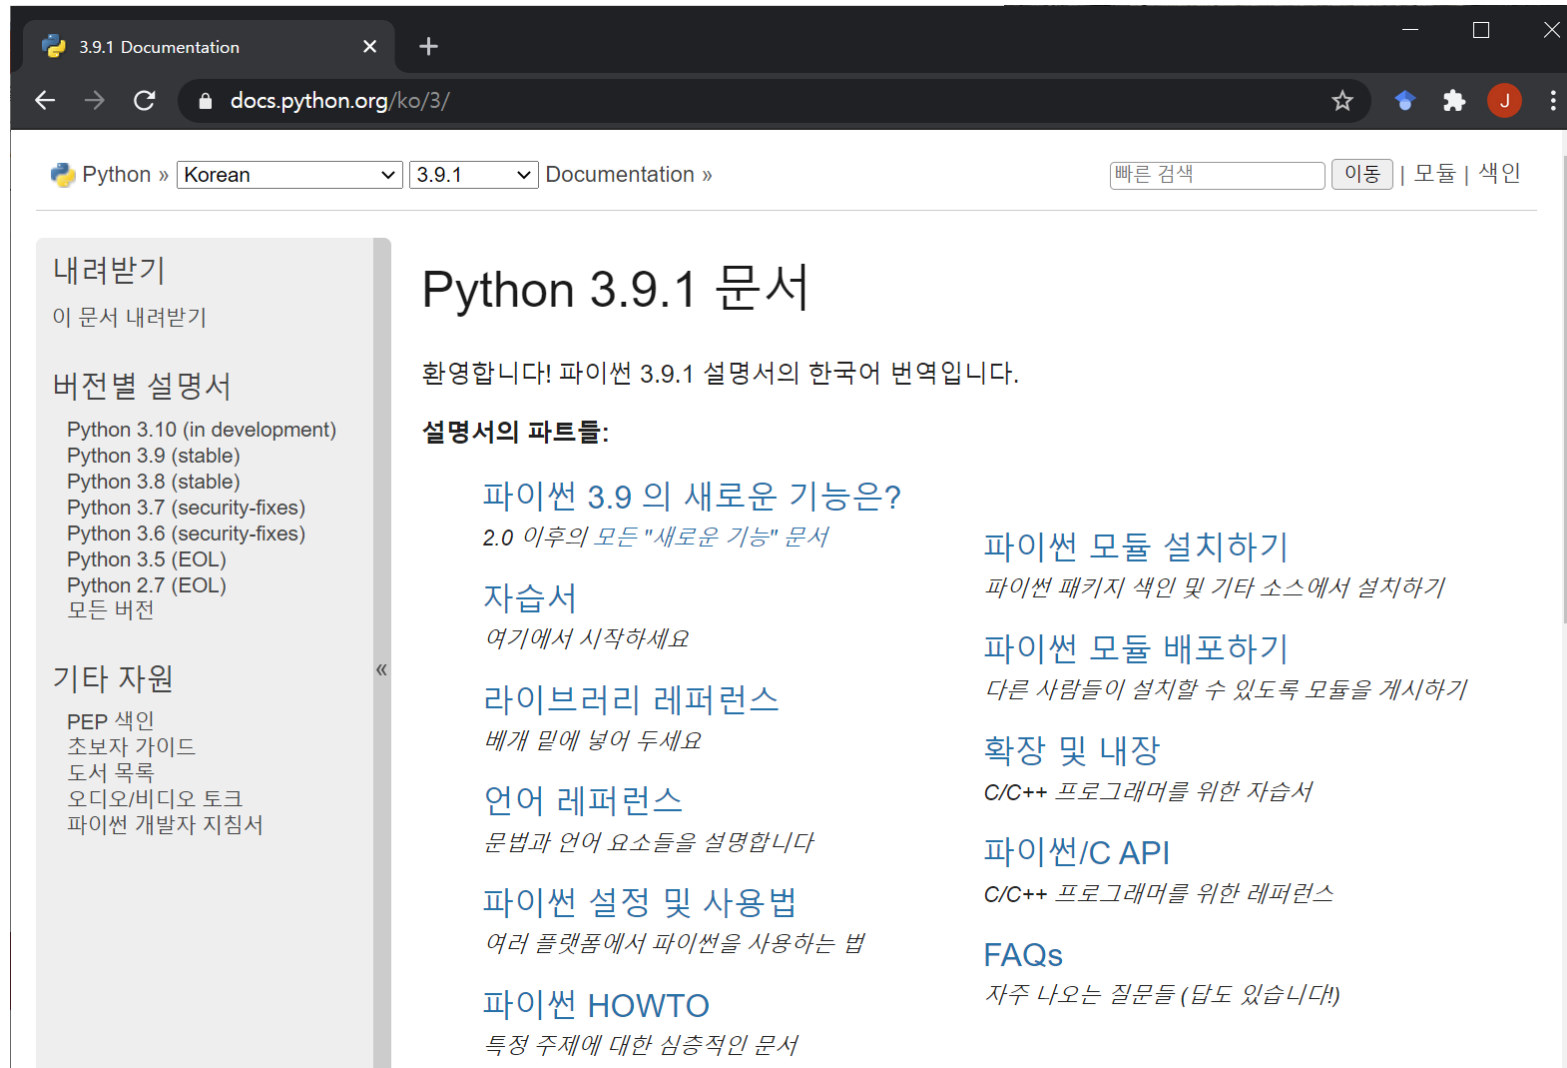 3.9.1 Documentation
docs.python.org/ko/3/
J
Python » Korean 3.9.1 Documentation » 빠른 검색 이동 | 모듈 | 색인
내려받기
이 문서 내려받기
버전별 설명서
Python 3.10 (in development)
Python 3.9 (stable)
Python 3.8 (stable)
Python 3.7 (security-fixes)
Python 3.6 (security-fixes)
Python 3.5 (EOL)
Python 2.7 (EOL)
모든 버전
기타 자원
PEP 색인
초보자 가이드
도서 목록
오디오/비디오 토크
파이썬 개발자 지침서
«
Python 3.9.1 문서
환영합니다! 파이썬 3.9.1 설명서의 한국어 번역입니다.
설명서의 파트들:
파이썬 3.9 의 새로운 기능은?
2.0 이후의 모든 "새로운 기능" 문서
자습서
여기에서 시작하세요
라이브러리 레퍼런스
베개 밑에 넣어 두세요
언어 레퍼런스
문법과 언어 요소들을 설명합니다
파이썬 설정 및 사용법
여러 플랫폼에서 파이썬을 사용하는 법
파이썬 HOWTO
특정 주제에 대한 심층적인 문서
파이썬 모듈 설치하기
파이썬 패키지 색인 및 기타 소스에서 설치하기
파이썬 모듈 배포하기
다른 사람들이 설치할 수 있도록 모듈을 게시하기
확장 및 내장
C/C++ 프로그래머를 위한 자습서
파이썬/C API
C/C++ 프로그래머를 위한 레퍼런스
FAQs
자주 나오는 질문들 (답도 있습니다!)